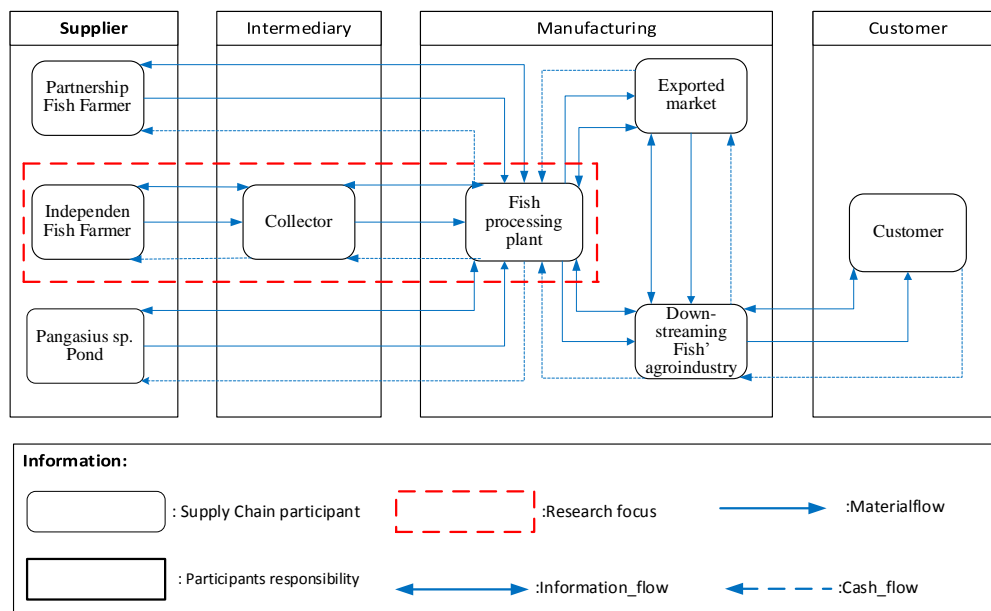 Supplier
Intermediary
Manufacturing
Customer
Partnership
Fish Farmer
Exported
market
Independen
Fish Farmer
Collector
Fish
processing
plant
Customer
Pangasius sp.
Pond
Down-
streaming
Fish’
agroindustry
Information:
: Supply Chain participant
:Research focus
:Materialflow
: Participants responsibility
:Information_flow
:Cash_flow